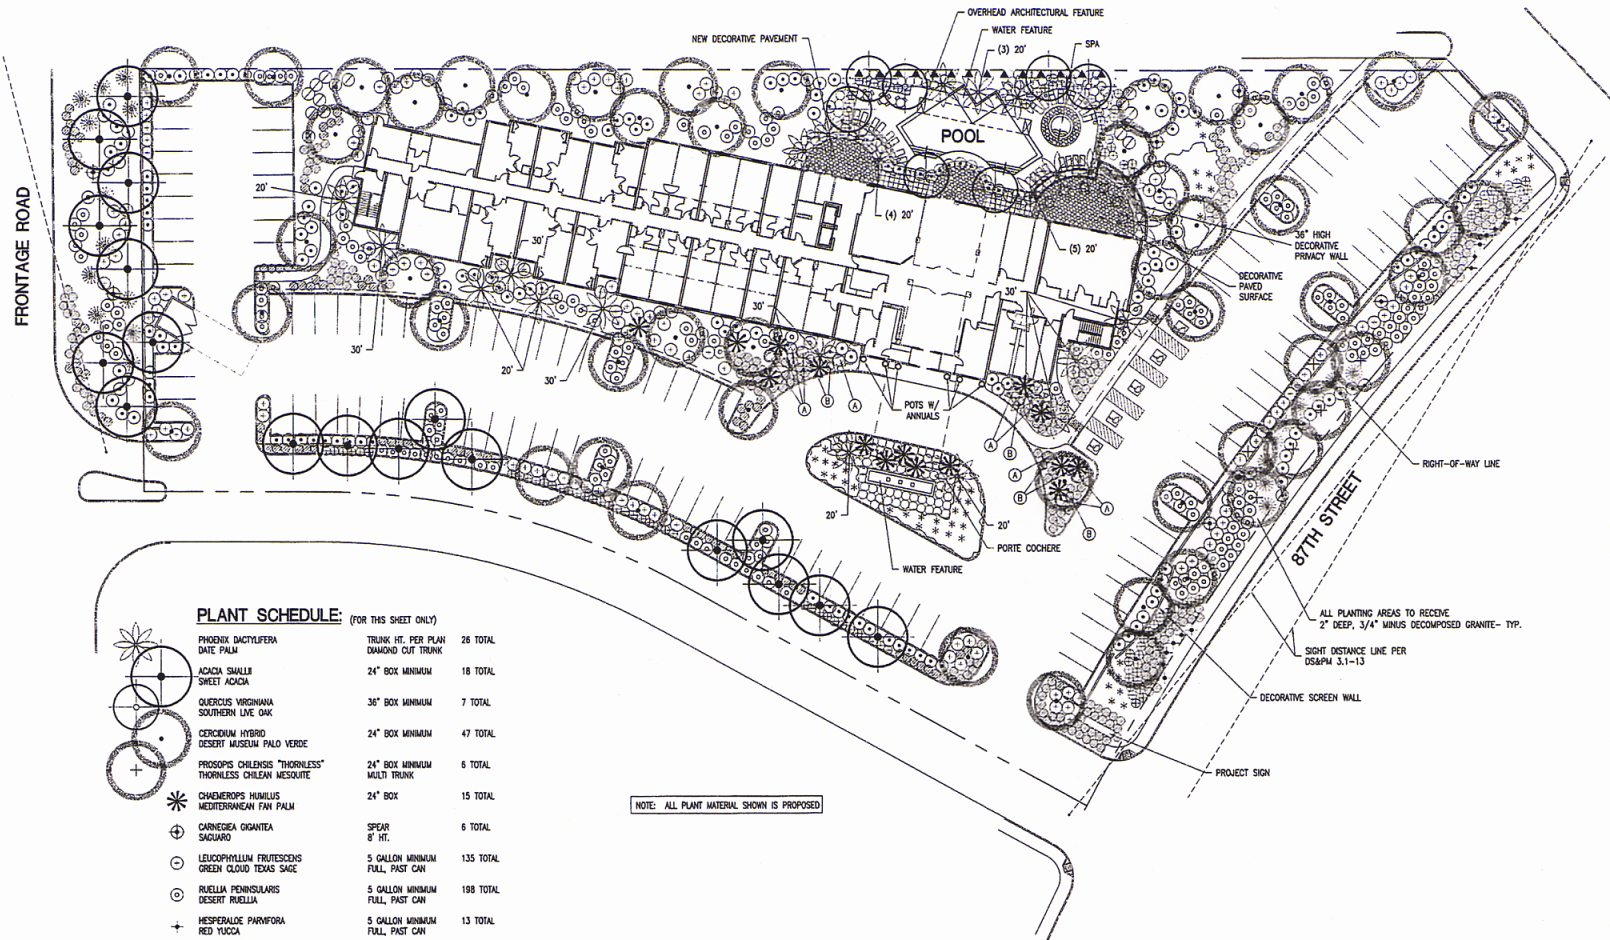 OVERHEAD ARCHITECTURAL FEATURE
WATER FEATURE
NEW DECORATIVE PAVEMENT
(3) 20'
SPA
POOL
FRONTAGE ROAD
20'
(4) 20'
(5) 20'
36" HIGH
DECORATIVE
PRIVACY WALL
DECORATIVE
PAVED
SURFACE
30'
30'
30'
30'
20'
30'
POTS W/
ANNUALS
A
B
A
A
B
A
B
A
B
RIGHT-OF-WAY LINE
87TH STREET
20'
20'
PORTE COCHERE
WATER FEATURE
ALL PLANTING AREAS TO RECEIVE
2" DEEP, 3/4" MINUS DECOMPOSED GRANITE- TYP.
SIGHT DISTANCE LINE PER
DS&PM 3.1-13
DECORATIVE SCREEN WALL
PROJECT SIGN
NOTE: ALL PLANT MATERIAL SHOWN IS PROPOSED
PLANT SCHEDULE: (FOR THIS SHEET ONLY)
PHOENIX DACTYLIFERA TRUNK HT. PER PLAN 26 TOTAL
DATE PALM DIAMOND CUT TRUNK
ACACIA SMALLII 24" BOX MINIMUM 18 TOTAL
SWEET ACACIA
QUERCUS VIRGINIANA 36" BOX MINIMUM 7 TOTAL
SOUTHERN LIVE OAK
CERCIDIUM HYBRID 24" BOX MINIMUM 47 TOTAL
DESERT MUSEUM PALO VERDE
PROSOPIS CHILENSIS "THORNLESS" 24" BOX MINIMUM 6 TOTAL
THORNLESS CHILEAN MESQUITE MULTI TRUNK
CHAEMEROPS HUMILUS 24" BOX 15 TOTAL
MEDITERRANEAN FAN PALM
CARNEGIEA GIGANTEA SPEAR 6 TOTAL
SAGUARO 8' HT.
LEUCOPHYLLUM FRUTESCENS 5 GALLON MINIMUM 135 TOTAL
GREEN CLOUD TEXAS SAGE FULL, PAST CAN
RUELLIA PENINSULARIS 5 GALLON MINIMUM 198 TOTAL
DESERT RUELLIA FULL, PAST CAN
HESPERALOE PARVIFORA 5 GALLON MINIMUM 13 TOTAL
RED YUCCA FULL, PAST CAN